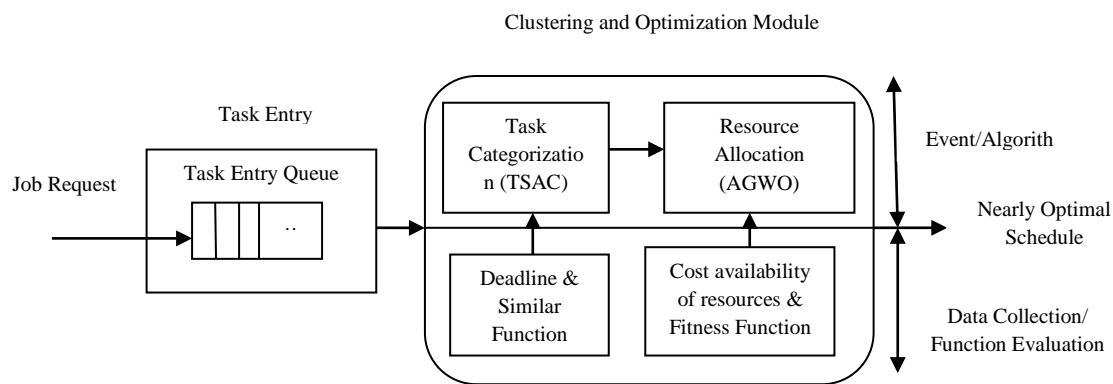 Clustering and Optimization Module
Task Entry
Job Request
Task Entry Queue
..
Task
Categorizatio
n (TSAC)
Resource
Allocation
(AGWO)
Deadline &
Similar
Function
Cost availability
of resources &
Fitness Function
Event/Algorith
Nearly Optimal
Schedule
Data Collection/
Function Evaluation